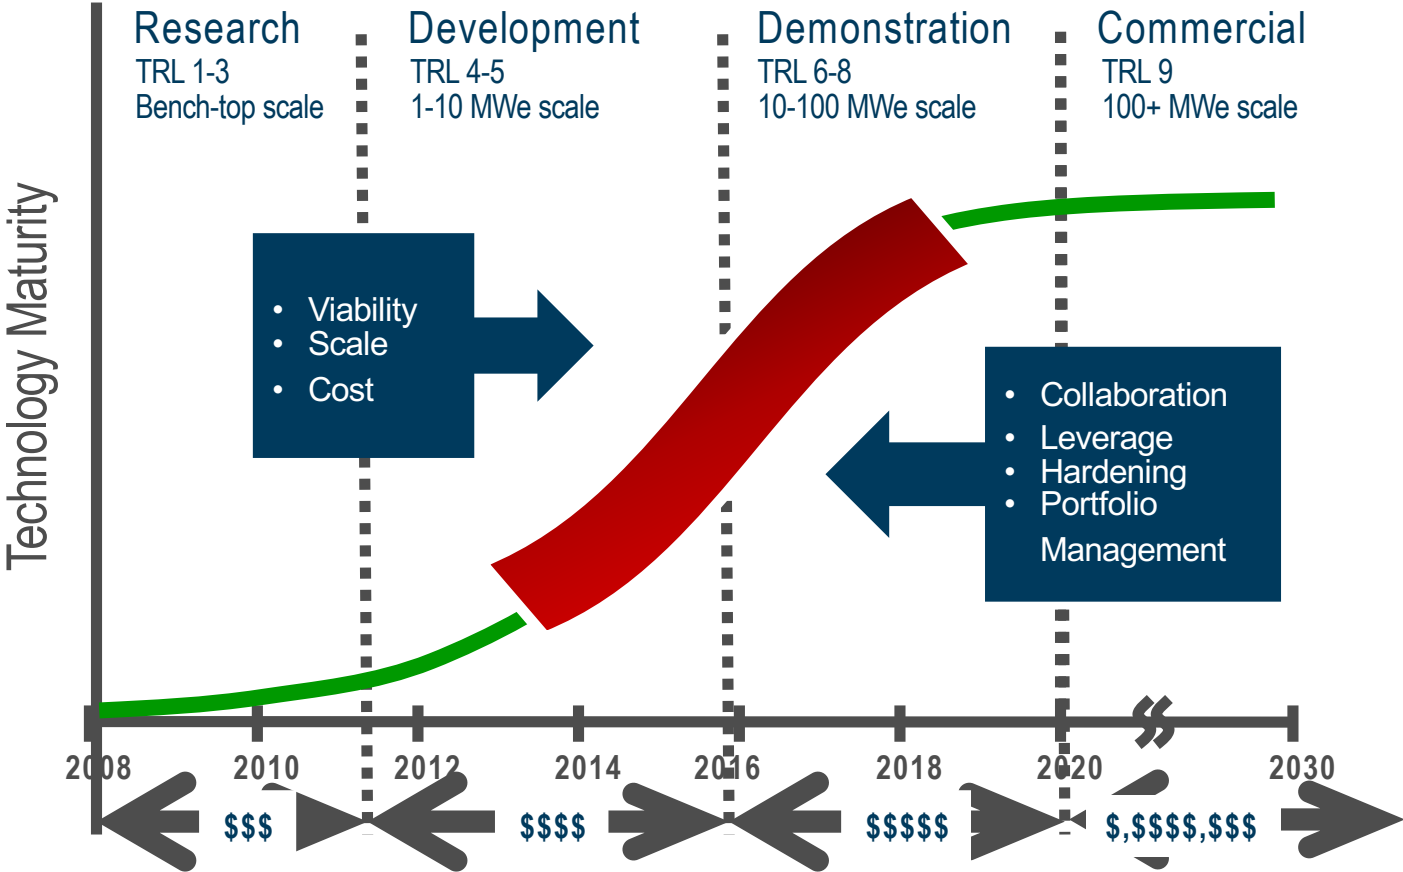 Research
TRL 1-3
Bench-top scale
Development
TRL 4-5
1-10 MWe scale
Demonstration
TRL 6-8
10-100 MWe scale
Commercial
TRL 9
100+ MWe scale
Technology Maturity
• Viability
• Scale
• Cost
• Collaboration
• Leverage
• Hardening
• Portfolio
Management
2008 2010 2012 2014 2016 2018 2020 2030
$$$ $$$$ $$$$$ $,$$$$,$$$